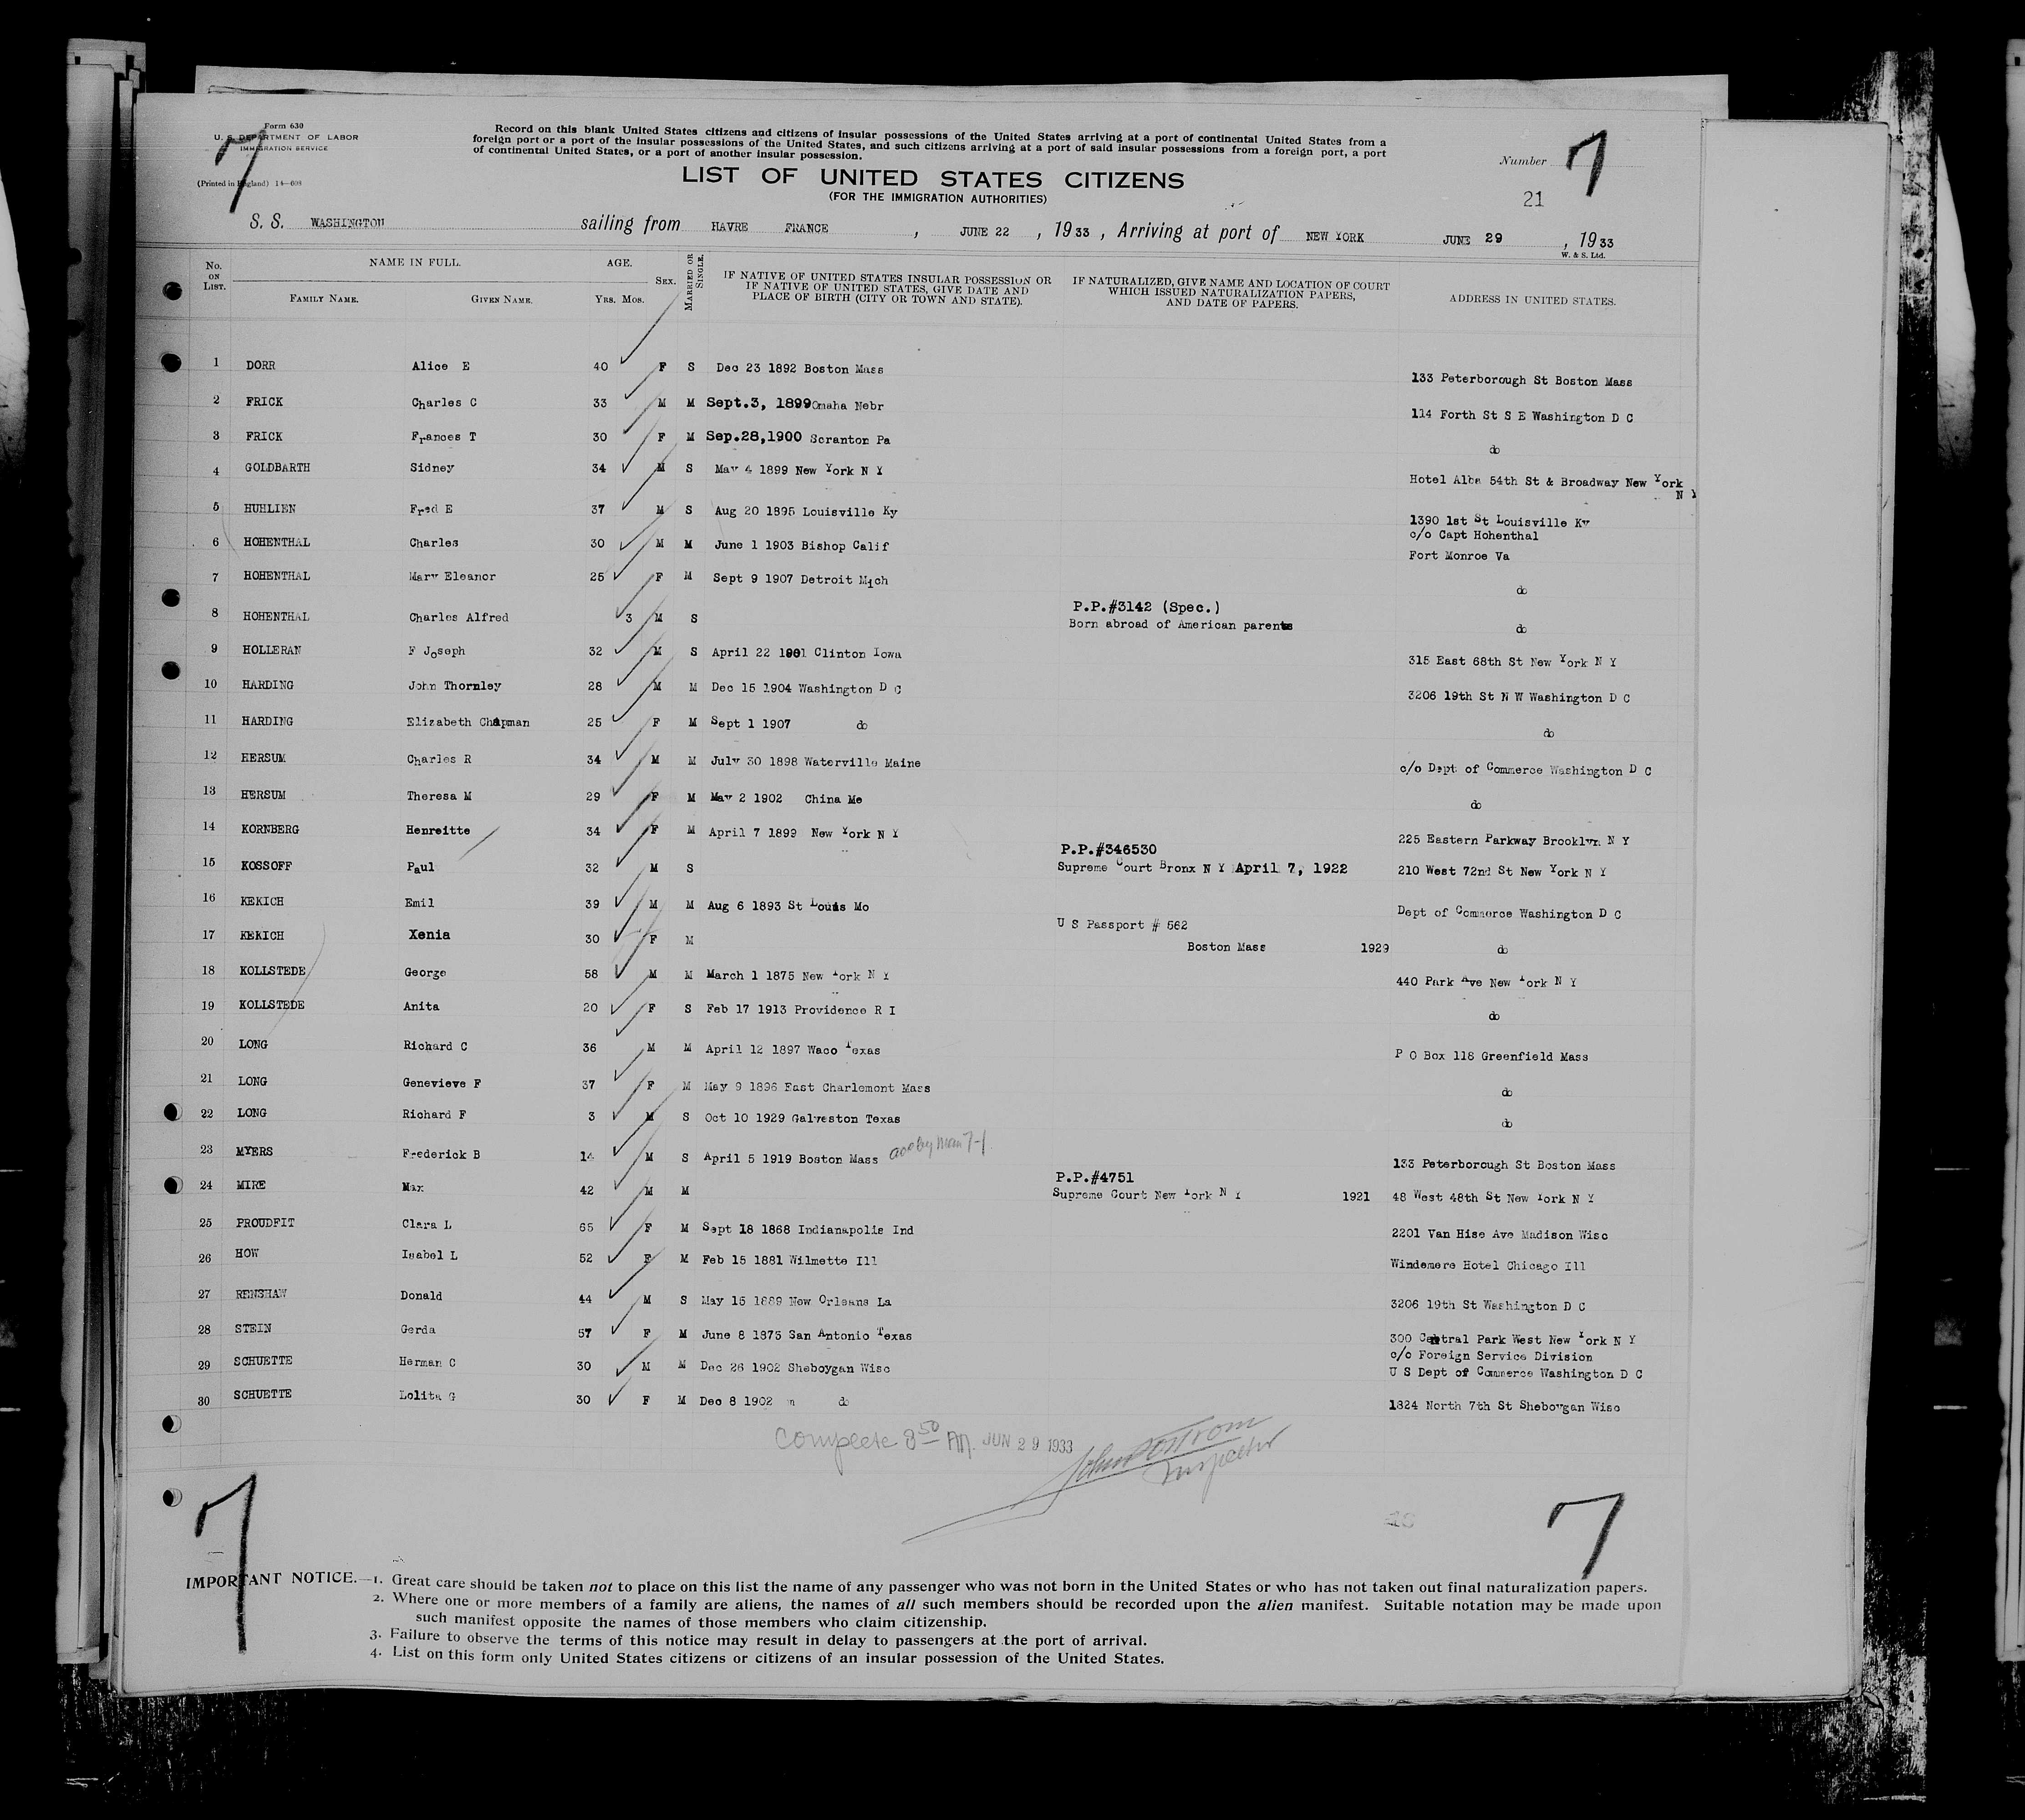 Form 630
U. S. DEPARTMENT OF LABOR
IMMIGRATION SERVICE
(Printed in England) 14—608
Record on this blank United States citizens and citizens of insular possessions of the United States arriving at a port of continental United States from a
foreign port or a port of the insular possessions of the United States, and such citizens arriving at a port of said insular possessions from a foreign port, a port
of continental United States, or a port of another insular possession.
LIST OF UNITED STATES CITIZENS
(FOR THE IMMIGRATION AUTHORITIES)
Number 7
7
21
S. S. WASHINGTON sailing from HAVRE FRANCE, JUNE 22, 1933, Arriving at port of NEW YORK JUNE 29, 1933
W. & S. Ltd.
No. ON LIST. NAME IN FULL. FAMILY NAME. GIVEN NAME. AGE. YRS. MOS. SEX. MARRIED OR SINGLE.
IF NATIVE OF UNITED STATES INSULAR POSSESSION OR
IF NATIVE OF UNITED STATES, GIVE DATE AND
PLACE OF BIRTH (CITY OR TOWN AND STATE).
IF NATURALIZED, GIVE NAME AND LOCATION OF COURT
WHICH ISSUED NATURALIZATION PAPERS,
AND DATE OF PAPERS.
ADDRESS IN UNITED STATES.
1 DORR Alice E 40 F S Dec 23 1892 Boston Mass 133 Peterborough St Boston Mass
2 FRICK Charles C 33 M M Sept.3, 1899 Omaha Nebr 114 Forth St S E Washington D C
3 FRICK Frances T 30 F M Sep.28,1900 Scranton Pa do
4 GOLDBARTH Sidney 34 M S May 4 1899 New York N Y Hotel Alba 54th St & Broadway New York
N Y
5 HUHLIEN Fred E 37 M S Aug 20 1895 Louisville Ky 1390 1st St Louisville Ky
c/o Capt Hohenthal
6 HOHENTHAL Charles 30 M M June 1 1903 Bishop Calif Fort Monroe Va
7 HOHENTHAL Mary Eleanor 25 F M Sept 9 1907 Detroit Mich do
P.P.#3142 (Spec.)
8 HOHENTHAL Charles Alfred 3 M S Born abroad of American parents do
9 HOLLERAN F Joseph 32 M S April 22 1901 Clinton Iowa 315 East 68th St New York N Y
10 HARDING John Thornley 28 M M Dec 15 1904 Washington D C 3206 19th St N W Washington D C
11 HARDING Elizabeth Chapman 25 F M Sept 1 1907 do do
12 HERSUM Charles R 34 M M July 30 1898 Waterville Maine c/o Dept of Commerce Washington D C
13 HERSUM Theresa M 29 F M May 2 1902 China Me do
14 KORNBERG Henreitte 34 F M April 7 1899 New York N Y 225 Eastern Parkway Brooklyn N Y
P.P.#346530
15 KOSSOFF Paul 32 M S Supreme Court Bronx N Y April 7, 1922 210 West 72nd St New York N Y
16 KEKICH Emil 39 M M Aug 6 1893 St Louis Mo Dept of Commerce Washington D C
U S Passport # 562
17 KEKICH Xenia 30 F M Boston Mass 1929 do
18 KOLLSTEDE George 58 M M March 1 1875 New York N Y 440 Park Ave New York N Y
19 KOLLSTEDE Anita 20 F S Feb 17 1913 Providence R I do
20 LONG Richard C 36 M M April 12 1897 Waco Texas P O Box 118 Greenfield Mass
21 LONG Genevieve F 37 F M May 9 1896 East Charlemont Mass do
22 LONG Richard F 3 M S Oct 10 1929 Galveston Texas do
23 MYERS Frederick B 14 M S April 5 1919 Boston Mass 133 Peterborough St Boston Mass
P.P.#4751
24 MIRE Max 42 M M Supreme Court New York N Y 1921 48 West 48th St New York N Y
25 PROUDFIT Clara L 65 F M Sept 18 1868 Indianapolis Ind 2201 Van Hise Ave Madison Wisc
26 HOW Isabel L 52 F M Feb 15 1881 Wilmette Ill Windemere Hotel Chicago Ill
27 RENSHAW Donald 44 M S May 15 1889 New Orleans La 3206 19th St Washington D C
28 STEIN Gerda 57 F M June 8 1875 San Antonio Texas 300 Central Park West New York N Y
c/o Foreign Service Division
29 SCHUETTE Herman C 30 M M Dec 26 1902 Sheboygan Wisc U S Dept of Commerce Washington D C
30 SCHUETTE Lolita G 30 F M Dec 8 1902 do 1824 North 7th St Sheboygan Wisc
Complete 8 50 AM. JUN 29 1933
Inspector
7
7
IMPORTANT NOTICE.—1. Great care should be taken not to place on this list the name of any passenger who was not born in the United States or who has not taken out final naturalization papers.
2. Where one or more members of a family are aliens, the names of all such members should be recorded upon the alien manifest. Suitable notation may be made upon
such manifest opposite the names of those members who claim citizenship.
3. Failure to observe the terms of this notice may result in delay to passengers at the port of arrival.
4. List on this form only United States citizens or citizens of an insular possession of the United States.